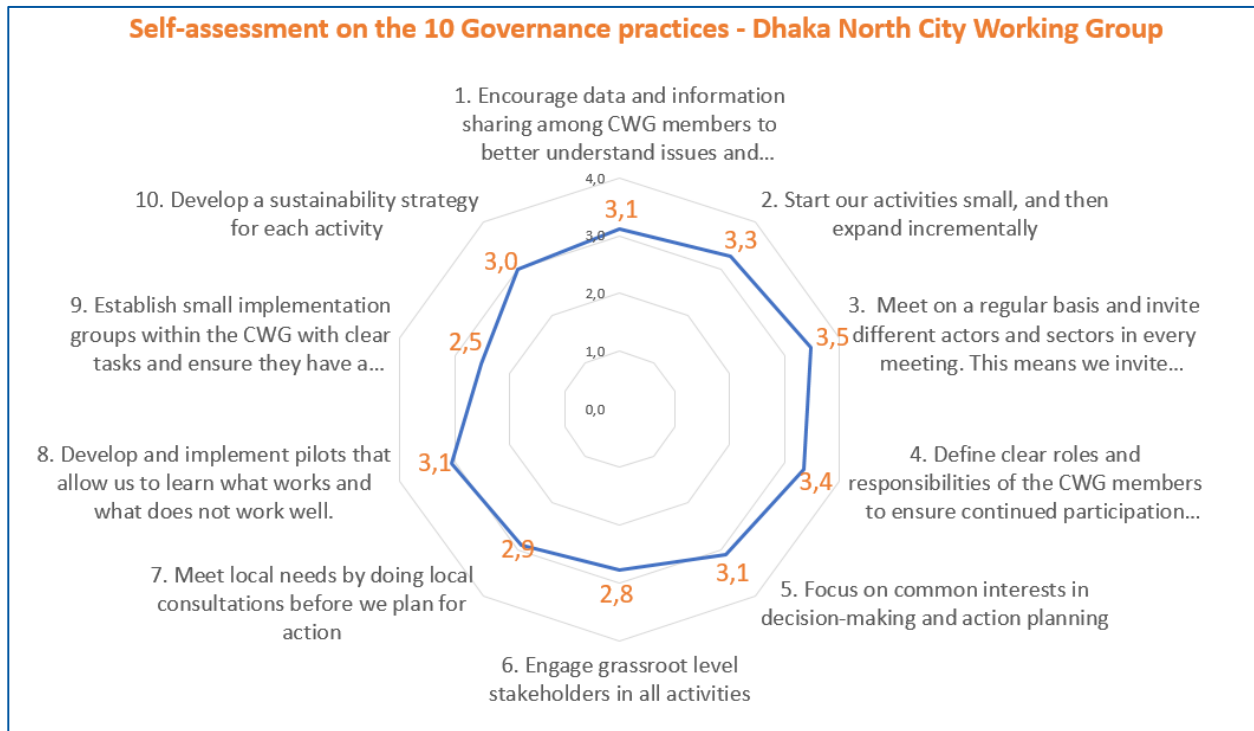 Self-assessment on the 10 Governance practices - Dhaka North City Working Group
1. Encourage data and information
sharing among CWG members to
better understand issues and...
2. Start our activities small, and then
expand incrementally
3.  Meet on a regular basis and invite
different actors and sectors in every
meeting. This means we invite...
4. Define clear roles and
responsibilities of the CWG members
to ensure continued participation...
5. Focus on common interests in
decision-making and action planning
6. Engage grassroot level
stakeholders in all activities
7. Meet local needs by doing local
consultations before we plan for
action
8. Develop and implement pilots that
allow us to learn what works and
what does not work well.
9. Establish small implementation
groups within the CWG with clear
tasks and ensure they have a...
10. Develop a sustainability strategy
for each activity
4,0
3,0
2,0
1,0
0,0
3,1
3,3
3,5
3,4
3,1
2,8
2,9
3,1
2,5
3,0